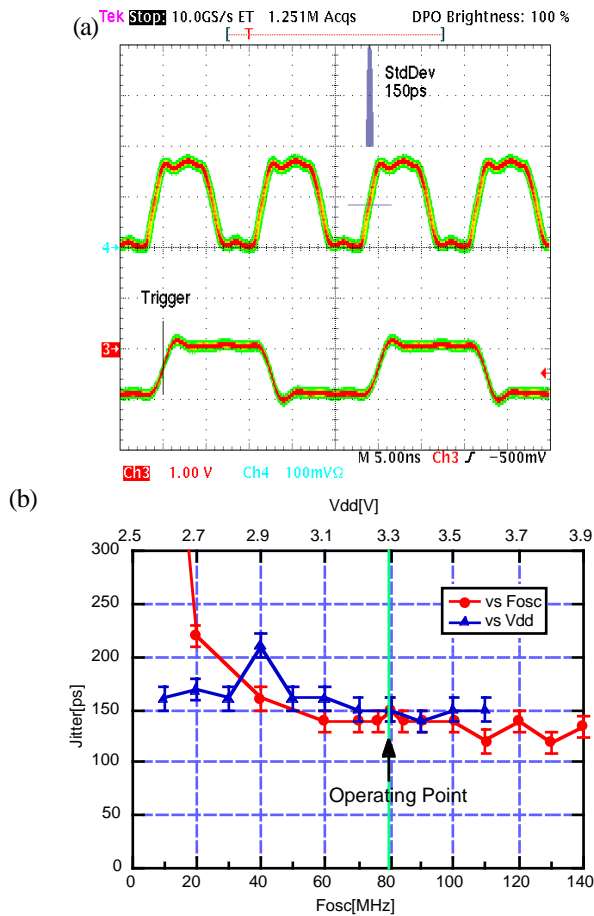 (a)
Tek Stop: 10.0GS/s ET 1.251M Acqs DPO Brightness: 100 %
[ T ]
StdDev
150ps
4→
Trigger
3→
M 5.00ns Ch3 ƒ -500mV
Ch3 1.00 V Ch4 100mVΩ
(b)
Vdd[V]
2.5 2.7 2.9 3.1 3.3 3.5 3.7 3.9
300
250
vs Fosc
vs Vdd
200
150
100
50
0
Jitter[ps]
Operating Point
20 40 60 80 100 120 140
Fosc[MHz]